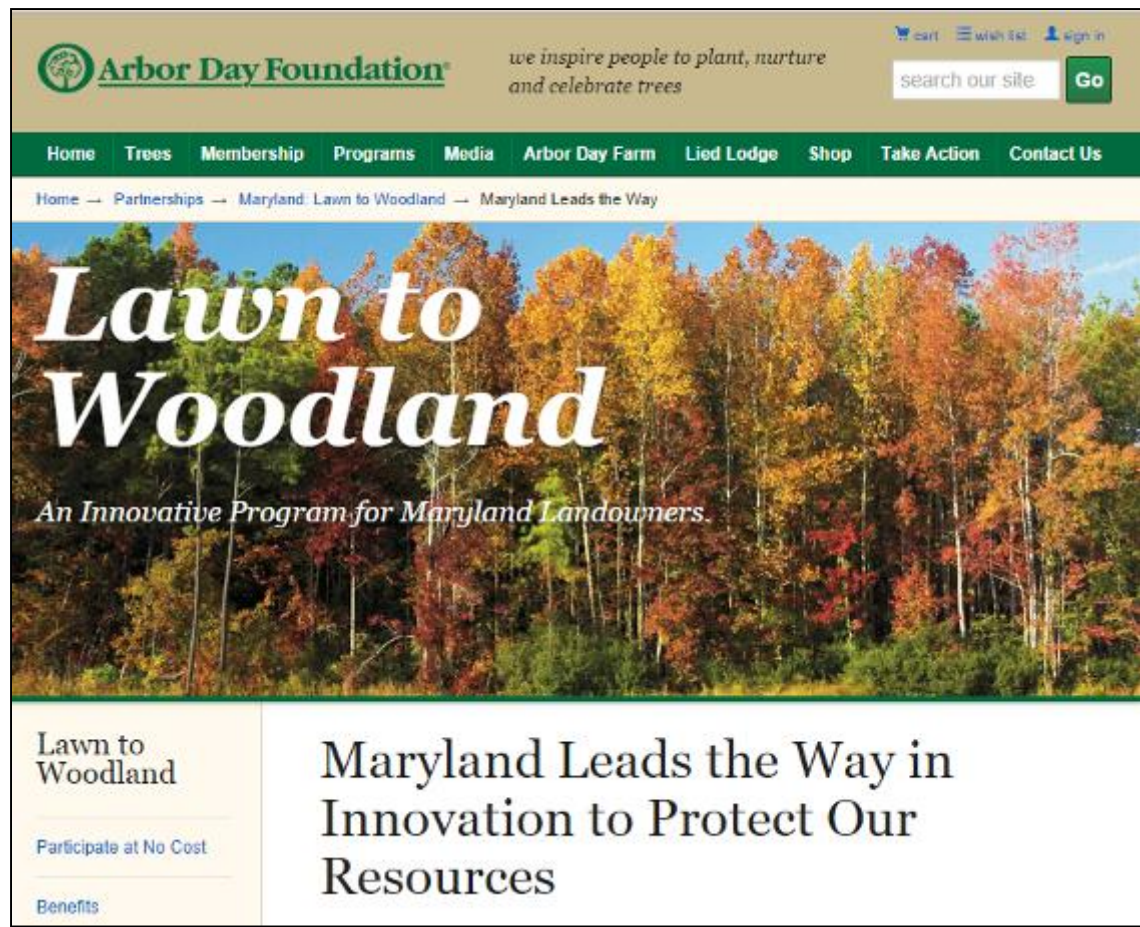 cart wish list sign in
Arbor Day Foundation®
we inspire people to plant, nurture
and celebrate trees
search our site Go
Home Trees Membership Programs Media Arbor Day Farm Lied Lodge Shop Take Action Contact Us
Home → Partnerships → Maryland: Lawn to Woodland → Maryland Leads the Way
Lawn to
Woodland
An Innovative Program for Maryland Landowners.
Lawn to
Woodland
Participate at No Cost
Benefits
Maryland Leads the Way in
Innovation to Protect Our
Resources